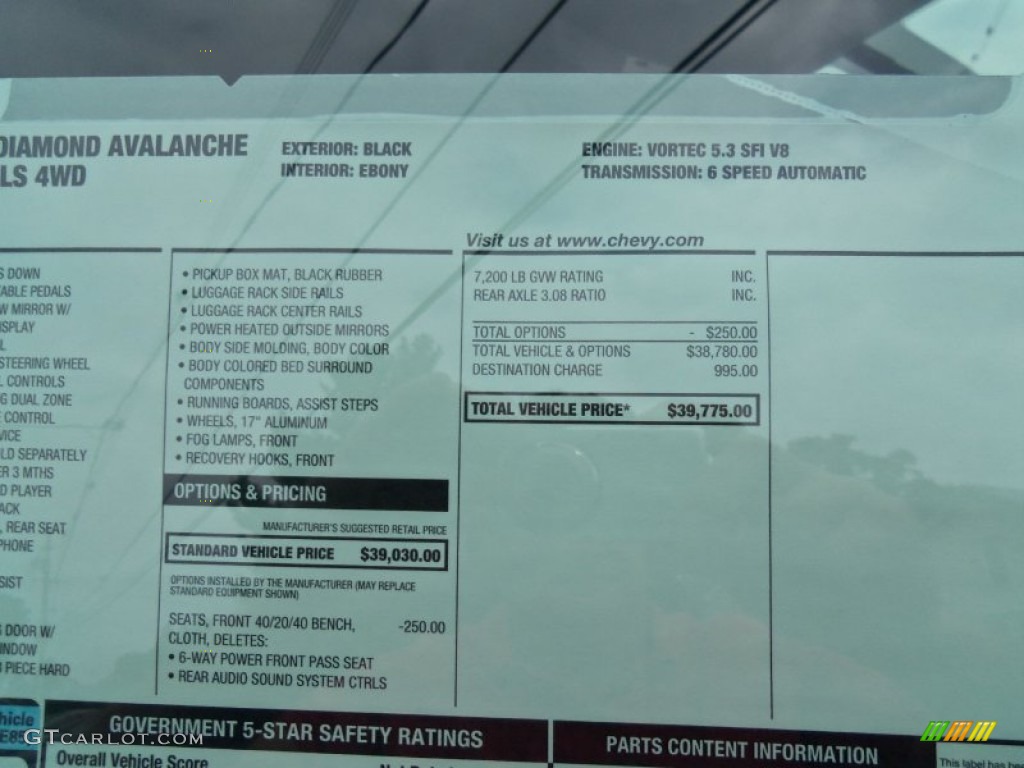 DIAMOND AVALANCHE
LS 4WD
EXTERIOR: BLACK
INTERIOR: EBONY
ENGINE: VORTEC 5.3 SFI V8
TRANSMISSION: 6 SPEED AUTOMATIC
Visit us at www.chevy.com
S DOWN
ABLE PEDALS
W MIRROR W/
ISPLAY
L
STEERING WHEEL
L CONTROLS
G DUAL ZONE
E CONTROL
VICE
LD SEPARATELY
ER 3 MTHS
D PLAYER
ACK
, REAR SEAT
PHONE
SIST
G DOOR W/
INDOW
3 PIECE HARD
• PICKUP BOX MAT, BLACK RUBBER
• LUGGAGE RACK SIDE RAILS
• LUGGAGE RACK CENTER RAILS
• POWER HEATED OUTSIDE MIRRORS
• BODY SIDE MOLDING, BODY COLOR
• BODY COLORED BED SURROUND
COMPONENTS
• RUNNING BOARDS, ASSIST STEPS
• WHEELS, 17" ALUMINUM
• FOG LAMPS, FRONT
• RECOVERY HOOKS, FRONT
OPTIONS & PRICING
MANUFACTURER'S SUGGESTED RETAIL PRICE
STANDARD VEHICLE PRICE $39,030.00
OPTIONS INSTALLED BY THE MANUFACTURER (MAY REPLACE
STANDARD EQUIPMENT SHOWN)
SEATS, FRONT 40/20/40 BENCH, -250.00
CLOTH, DELETES:
• 6-WAY POWER FRONT PASS SEAT
• REAR AUDIO SOUND SYSTEM CTRLS
7,200 LB GVW RATING INC.
REAR AXLE 3.08 RATIO INC.
TOTAL OPTIONS - $250.00
TOTAL VEHICLE & OPTIONS $38,780.00
DESTINATION CHARGE 995.00
TOTAL VEHICLE PRICE* $39,775.00
hicle
E85
GTcarlot.com
GOVERNMENT 5-STAR SAFETY RATINGS
Overall Vehicle Score
PARTS CONTENT INFORMATION
This label has bee